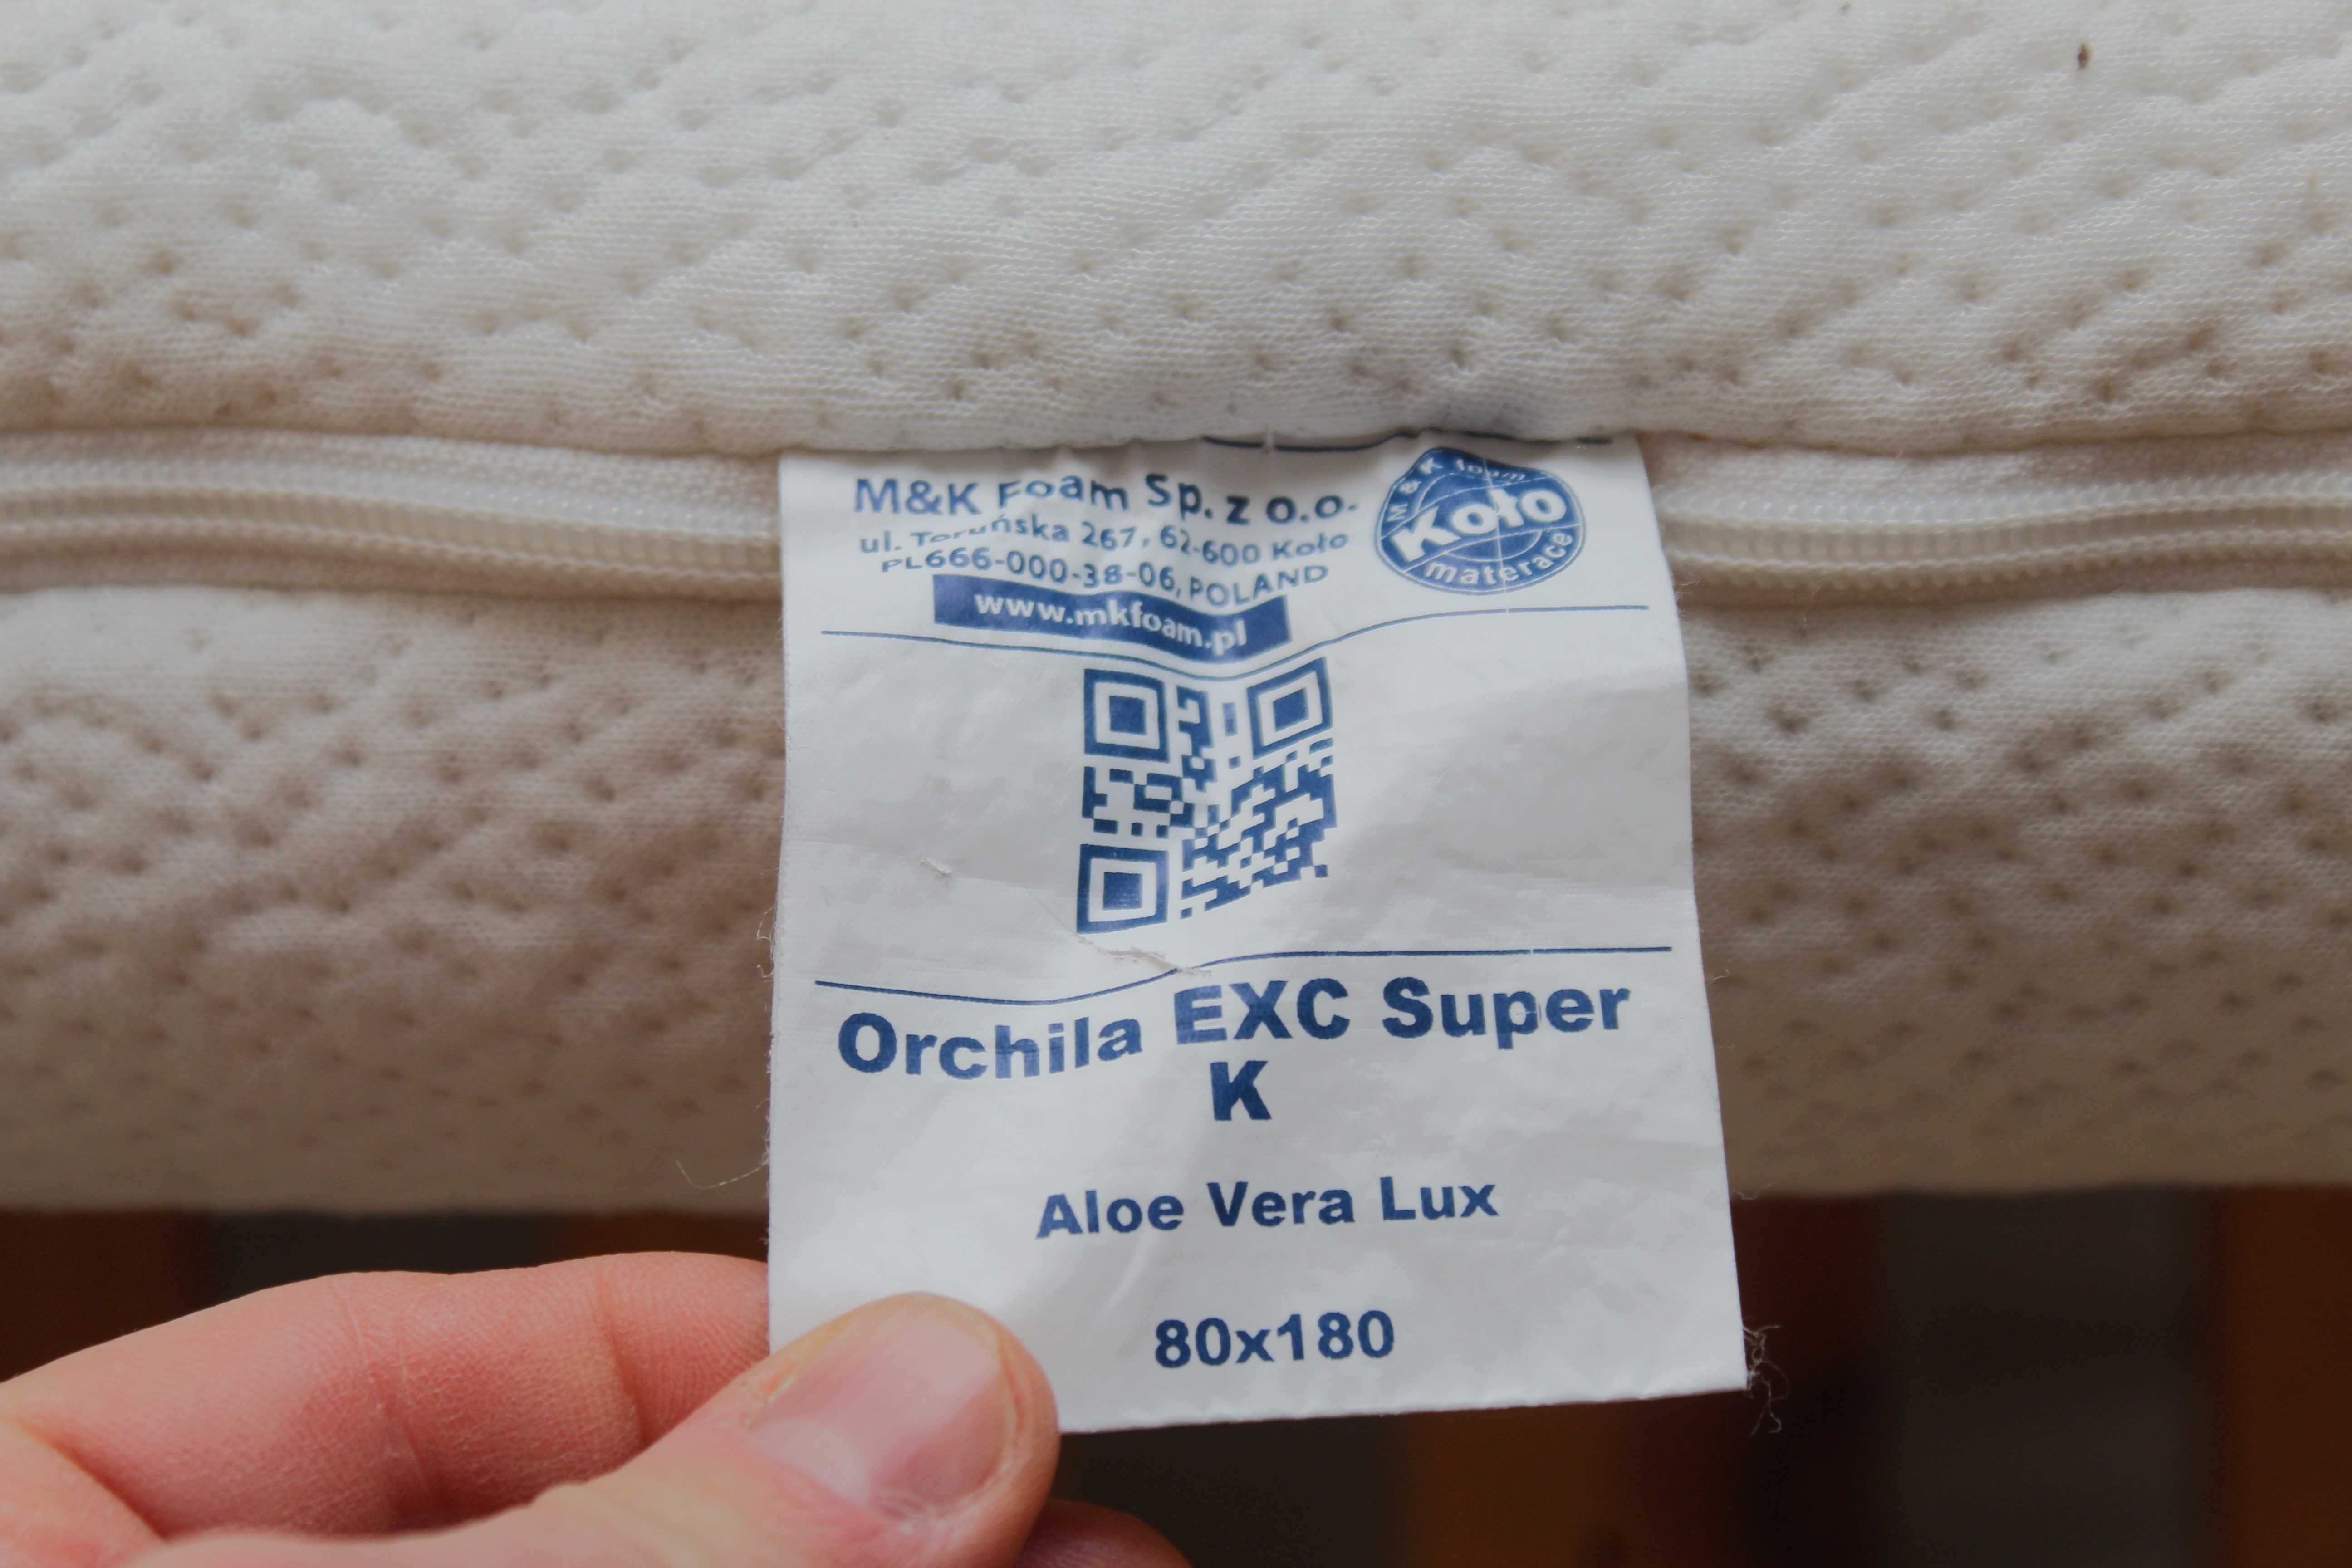 M&K Foam Sp. z o.o.
ul. Toruńska 267, 62-600 Koło
PL666-000-38-06, POLAND
www.mkfoam.pl
M & K foam
Koło
materace
Orchila EXC Super
K
Aloe Vera Lux
80x180